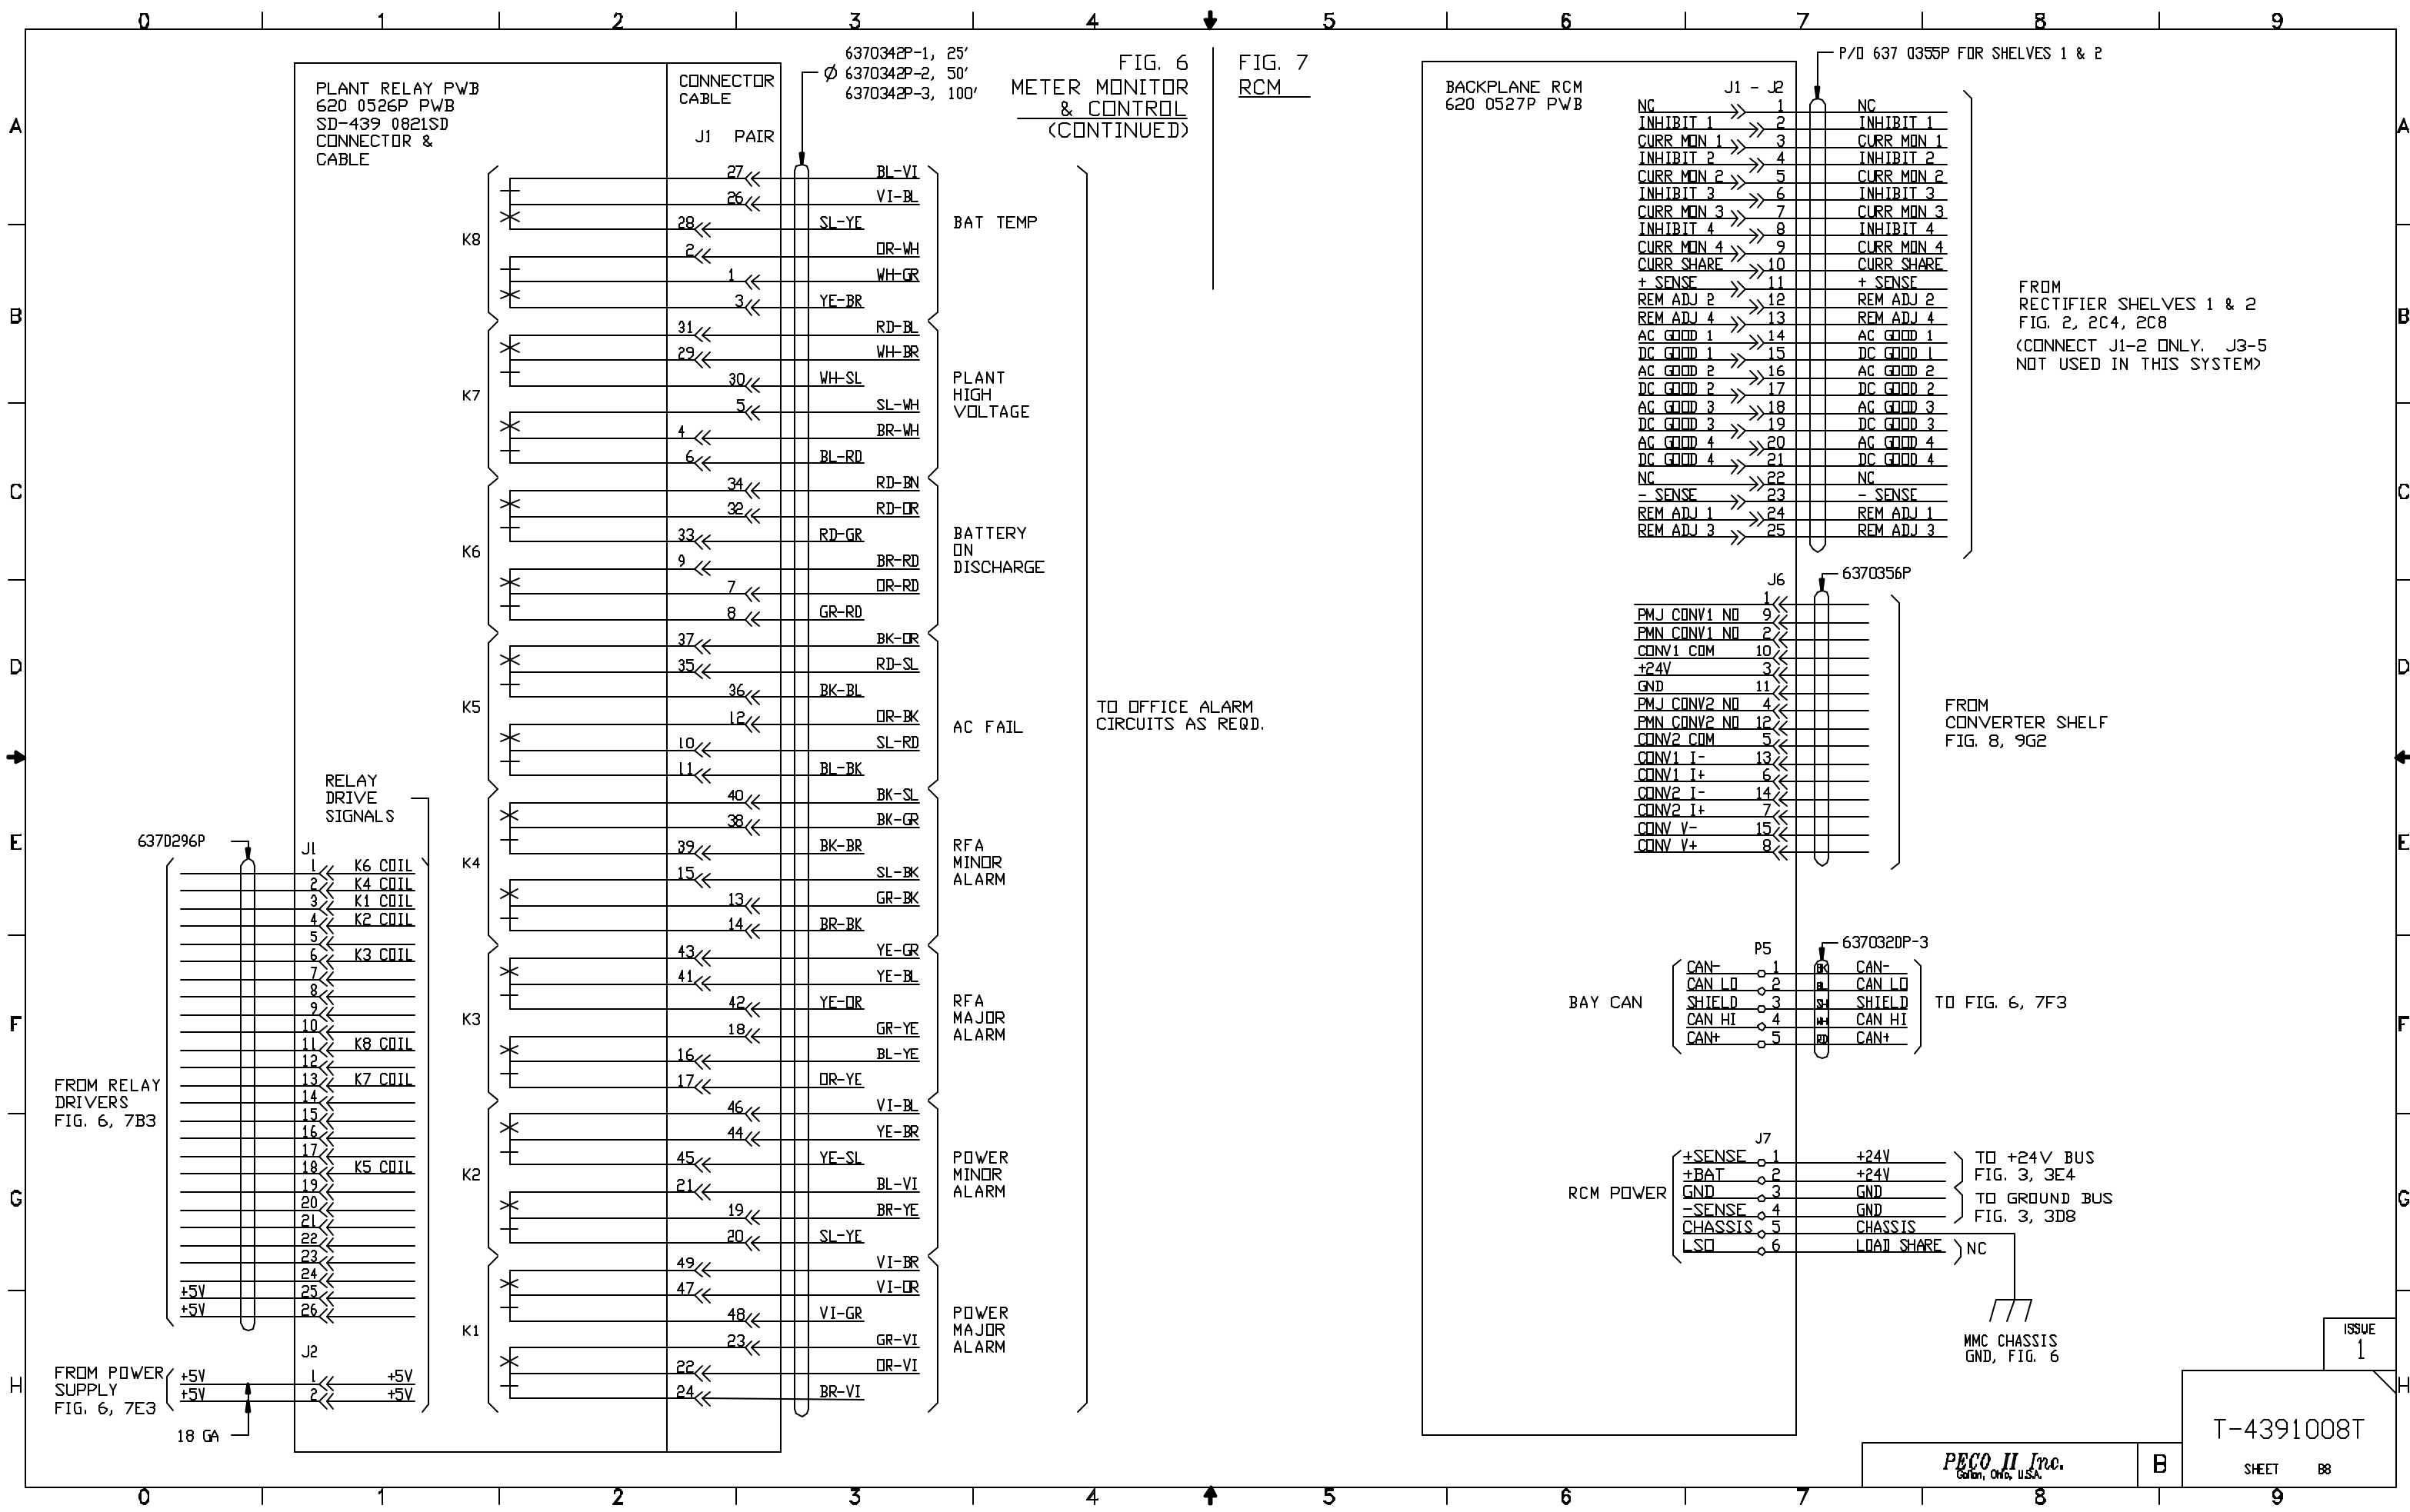 0 1 2 3 4 5 6 7 8 9
A
B
C
D
E
F
G
H
PLANT RELAY PWB
620 0526P PWB
SD-439 0821SD
CONNECTOR &
CABLE
CONNECTOR
CABLE
J1 PAIR
6370342P-1, 25'
Ø 6370342P-2, 50'
6370342P-3, 100'
FIG. 6
METER MONITOR
& CONTROL
(CONTINUED)
FIG. 7
RCM
K8
27 BL-VI
26 VI-BL
28 SL-YE
2 OR-WH
1 WH-GR
3 YE-BR
BAT TEMP
K7
31 RD-BL
29 WH-BR
30 WH-SL
5 SL-WH
4 BR-WH
6 BL-RD
PLANT
HIGH
VOLTAGE
K6
34 RD-BN
32 RD-OR
33 RD-GR
9 BR-RD
7 OR-RD
8 GR-RD
BATTERY
ON
DISCHARGE
K5
37 BK-OR
35 RD-SL
36 BK-BL
12 OR-BK
10 SL-RD
11 BL-BK
AC FAIL
K4
40 BK-SL
38 BK-GR
39 BK-BR
15 SL-BK
13 GR-BK
14 BR-BK
RFA
MINOR
ALARM
K3
43 YE-GR
41 YE-BL
42 YE-OR
18 GR-YE
16 BL-YE
17 OR-YE
RFA
MAJOR
ALARM
K2
46 VI-BL
44 YE-BR
45 YE-SL
21 BL-VI
19 BR-YE
20 SL-YE
POWER
MINOR
ALARM
K1
49 VI-BR
47 VI-OR
48 VI-GR
23 GR-VI
22 OR-VI
24 BR-VI
POWER
MAJOR
ALARM
TO OFFICE ALARM
CIRCUITS AS REQD.
RELAY
DRIVE
SIGNALS
6370296P
J1
1 K6 COIL
2 K4 COIL
3 K1 COIL
4 K2 COIL
5
6 K3 COIL
7
8
9
10
11 K8 COIL
12
13 K7 COIL
14
15
16
17
18 K5 COIL
19
20
21
22
23
24
+5V 25
+5V 26
FROM RELAY
DRIVERS
FIG. 6, 7B3
J2
+5V 1 +5V
+5V 2 +5V
FROM POWER
SUPPLY
FIG. 6, 7E3
18 GA
BACKPLANE RCM
620 0527P PWB
P/O 637 0355P FOR SHELVES 1 & 2
J1 - J2
NC 1 NC
INHIBIT 1 2 INHIBIT 1
CURR MON 1 3 CURR MON 1
INHIBIT 2 4 INHIBIT 2
CURR MON 2 5 CURR MON 2
INHIBIT 3 6 INHIBIT 3
CURR MON 3 7 CURR MON 3
INHIBIT 4 8 INHIBIT 4
CURR MON 4 9 CURR MON 4
CURR SHARE 10 CURR SHARE
+ SENSE 11 + SENSE
REM ADJ 2 12 REM ADJ 2
REM ADJ 4 13 REM ADJ 4
AC GOOD 1 14 AC GOOD 1
DC GOOD 1 15 DC GOOD 1
AC GOOD 2 16 AC GOOD 2
DC GOOD 2 17 DC GOOD 2
AC GOOD 3 18 AC GOOD 3
DC GOOD 3 19 DC GOOD 3
AC GOOD 4 20 AC GOOD 4
DC GOOD 4 21 DC GOOD 4
NC 22 NC
- SENSE 23 - SENSE
REM ADJ 1 24 REM ADJ 1
REM ADJ 3 25 REM ADJ 3
FROM
RECTIFIER SHELVES 1 & 2
FIG. 2, 2C4, 2C8
(CONNECT J1-2 ONLY. J3-5
NOT USED IN THIS SYSTEM)
J6
6370356P
1
PMJ CONV1 NO 9
PMN CONV1 NO 2
CONV1 COM 10
+24V 3
GND 11
PMJ CONV2 NO 4
PMN CONV2 NO 12
CONV2 COM 5
CONV1 I- 13
CONV1 I+ 6
CONV2 I- 14
CONV2 I+ 7
CONV V- 15
CONV V+ 8
FROM
CONVERTER SHELF
FIG. 8, 9G2
P5
6370320P-3
BAY CAN
CAN- 1 BK CAN-
CAN LO 2 BL CAN LO
SHIELD 3 SH SHIELD
CAN HI 4 WH CAN HI
CAN+ 5 RD CAN+
TO FIG. 6, 7F3
J7
RCM POWER
+SENSE 1 +24V
+BAT 2 +24V
GND 3 GND
-SENSE 4 GND
CHASSIS 5 CHASSIS
LSO 6 LOAD SHARE
TO +24V BUS
FIG. 3, 3E4
TO GROUND BUS
FIG. 3, 3D8
NC
MMC CHASSIS
GND, FIG. 6
ISSUE
1
T-4391008T
SHEET B8
PECO II Inc.
Galion, Ohio, U.S.A.
B
A
B
C
D
E
F
G
H
0 1 2 3 4 5 6 7 8 9